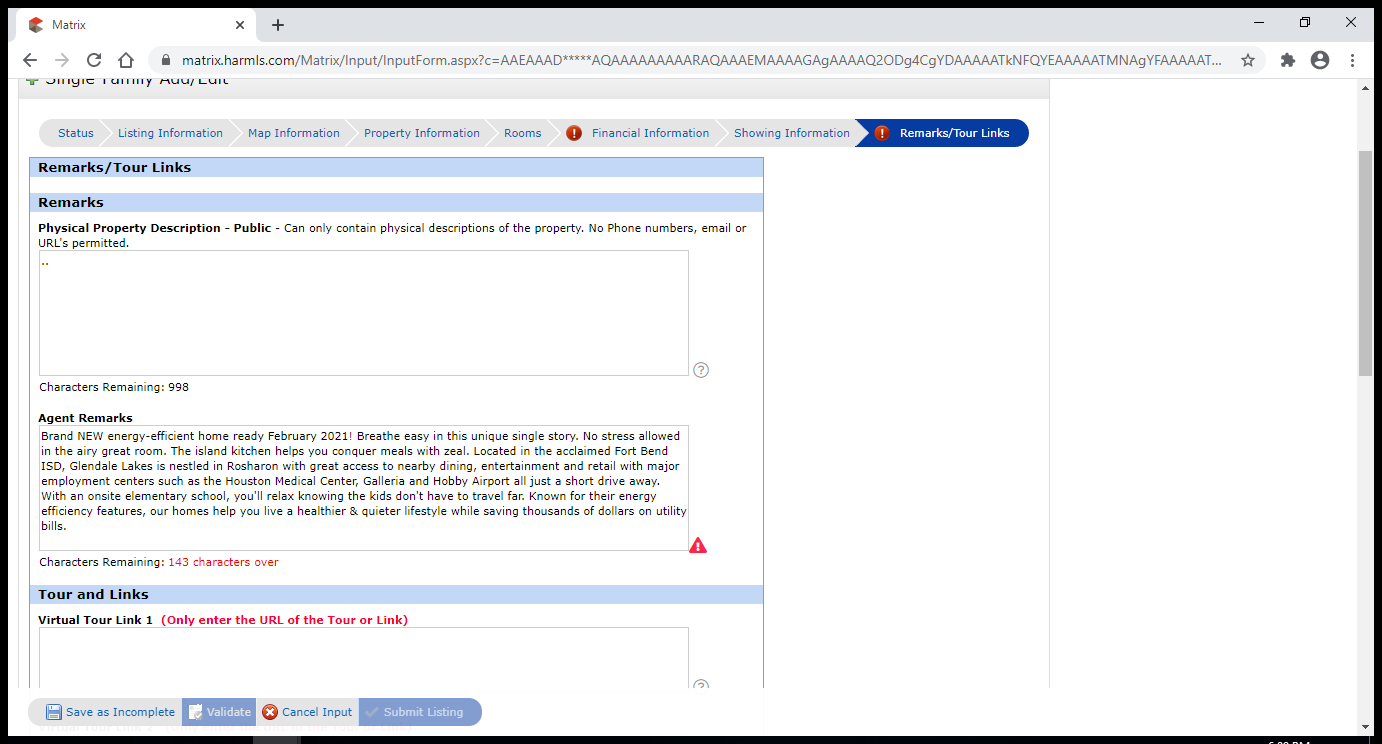 Matrix
matrix.harmls.com/Matrix/Input/InputForm.aspx?c=AAEAAAD*****AQAAAAAAAAARAQAAAEMAAAAGAgAAAAQ2ODg4CgYDAAAAATkNFQYEAAAAATMNAgYFAAAAAT...
Single Family Add/Edit
Status Listing Information Map Information Property Information Rooms Financial Information Showing Information Remarks/Tour Links
Remarks/Tour Links
Remarks
Physical Property Description - Public - Can only contain physical descriptions of the property. No Phone numbers, email or
URL's permitted.
..
Characters Remaining: 998
Agent Remarks
Brand NEW energy-efficient home ready February 2021! Breathe easy in this unique single story. No stress allowed
in the airy great room. The island kitchen helps you conquer meals with zeal. Located in the acclaimed Fort Bend
ISD, Glendale Lakes is nestled in Rosharon with great access to nearby dining, entertainment and retail with major
employment centers such as the Houston Medical Center, Galleria and Hobby Airport all just a short drive away.
With an onsite elementary school, you'll relax knowing the kids don't have to travel far. Known for their energy
efficiency features, our homes help you live a healthier & quieter lifestyle while saving thousands of dollars on utility
bills.
Characters Remaining: 143 characters over
Tour and Links
Virtual Tour Link 1 (Only enter the URL of the Tour or Link)
Save as Incomplete Validate Cancel Input Submit Listing